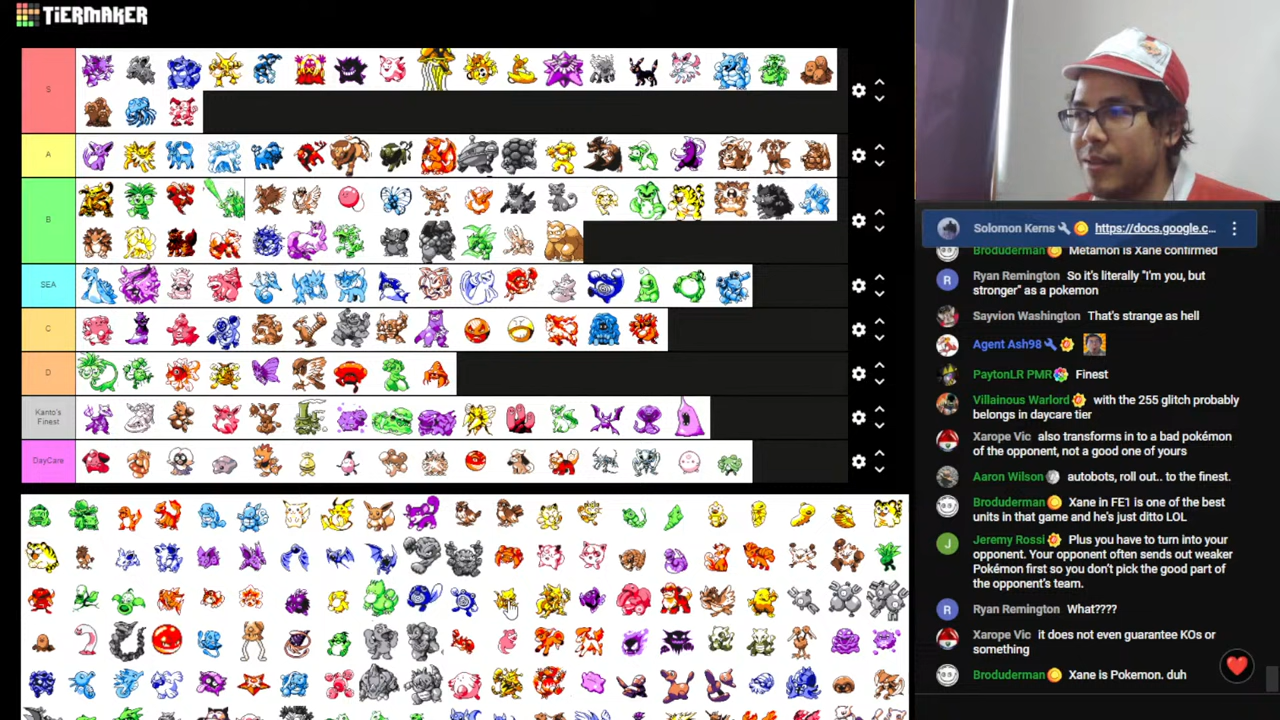 TIERMAKER
S
A
B
SEA
C
D
Kanto's
Finest
DayCare
Solomon Kerns https://docs.google.c...
Broduderman Metamon is Xane confirmed
Ryan Remington So it's literally "I'm you, but
stronger" as a pokemon
Sayvion Washington That's strange as hell
Agent Ash98
PaytonLR PMR Finest
Villainous Warlord with the 255 glitch probably
belongs in daycare tier
Xarope Vic also transforms in to a bad pokémon
of the opponent, not a good one of yours
Aaron Wilson autobots, roll out.. to the finest.
Broduderman Xane in FE1 is one of the best
units in that game and he's just ditto LOL
Jeremy Rossi Plus you have to turn into your
opponent. Your opponent often sends out weaker
Pokémon first so you don't pick the good part of
the opponent's team.
Ryan Remington What????
Xarope Vic it does not even guarantee KOs or
something
Broduderman Xane is Pokemon. duh